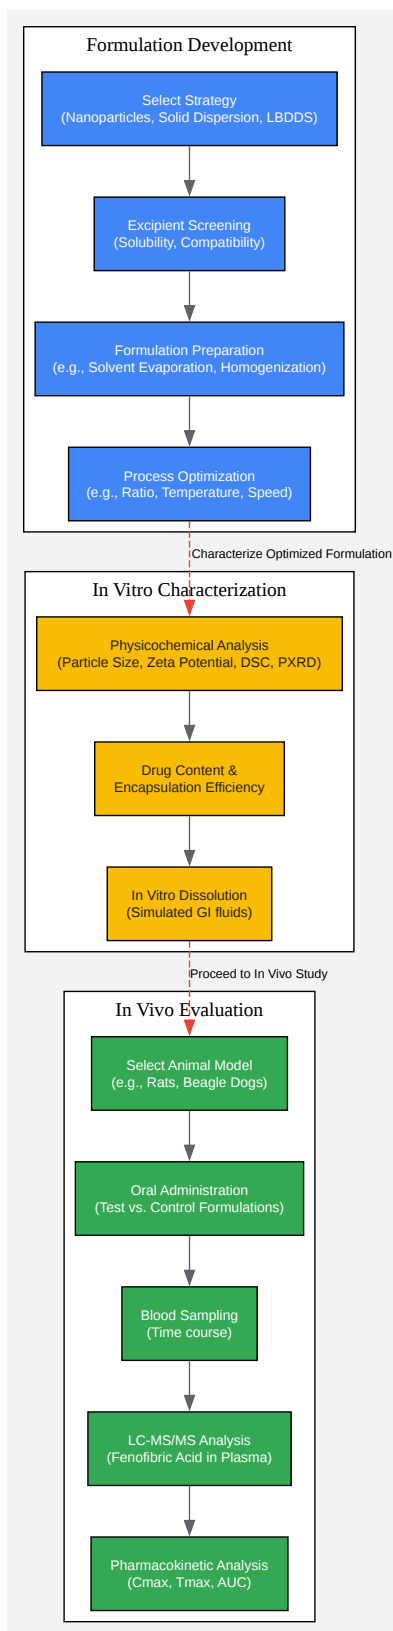 Formulation Development
Select Strategy
(Nanoparticles, Solid Dispersion, LBDDS)
Excipient Screening
(Solubility, Compatibility)
Formulation Preparation
(e.g., Solvent Evaporation, Homogenization)
Process Optimization
(e.g., Ratio, Temperature, Speed)
Characterize Optimized Formulation
In Vitro Characterization
Physicochemical Analysis
(Particle Size, Zeta Potential, DSC, PXRD)
Drug Content &
Encapsulation Efficiency
In Vitro Dissolution
(Simulated GI fluids)
Proceed to In Vivo Study
In Vivo Evaluation
Select Animal Model
(e.g., Rats, Beagle Dogs)
Oral Administration
(Test vs. Control Formulations)
Blood Sampling
(Time course)
LC-MS/MS Analysis
(Fenofibric Acid in Plasma)
Pharmacokinetic Analysis
(Cmax, Tmax, AUC)